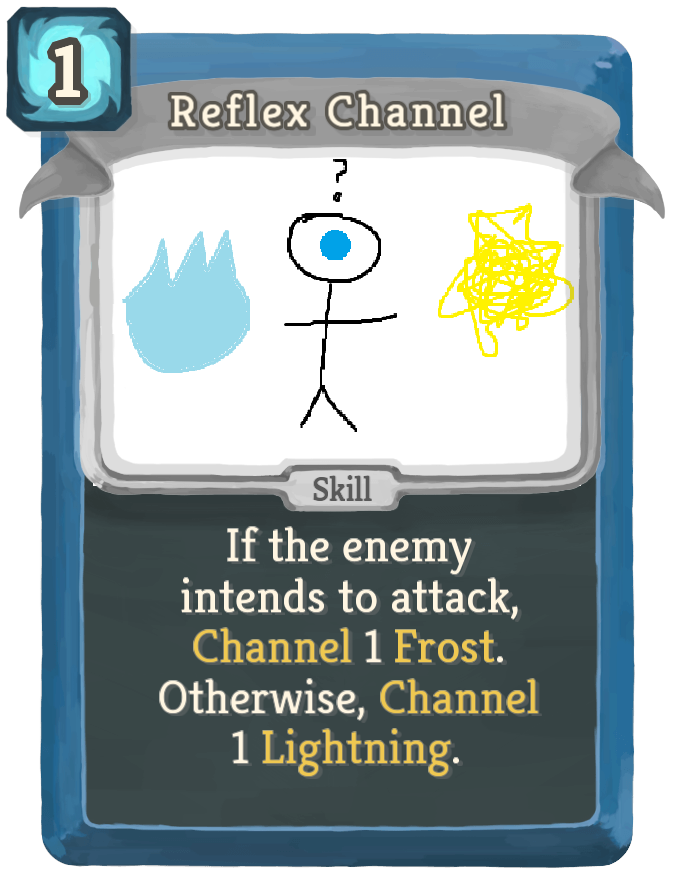 1
Reflex Channel
?
Skill
If the enemy
intends to attack,
Channel 1 Frost.
Otherwise, Channel
1 Lightning.